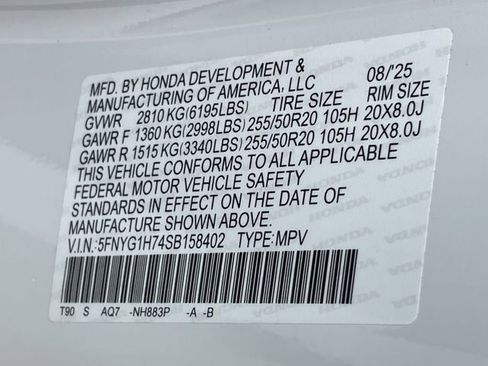 MFD. BY HONDA DEVELOPMENT & 08/'25
MANUFACTURING OF AMERICA, LLC
GVWR 2810 KG(6195LBS) TIRE SIZE RIM SIZE
GAWR F 1360 KG(2998LBS) 255/50R20 105H 20X8.0J
GAWR R 1515 KG(3340LBS) 255/50R20 105H 20X8.0J
THIS VEHICLE CONFORMS TO ALL APPLICABLE
FEDERAL MOTOR VEHICLE SAFETY
STANDARDS IN EFFECT ON THE DATE OF
MANUFACTURE SHOWN ABOVE.
V.I.N.: 5FNYG1H74SB158402 TYPE: MPV
T90 S AQ7 -NH883P -A -B